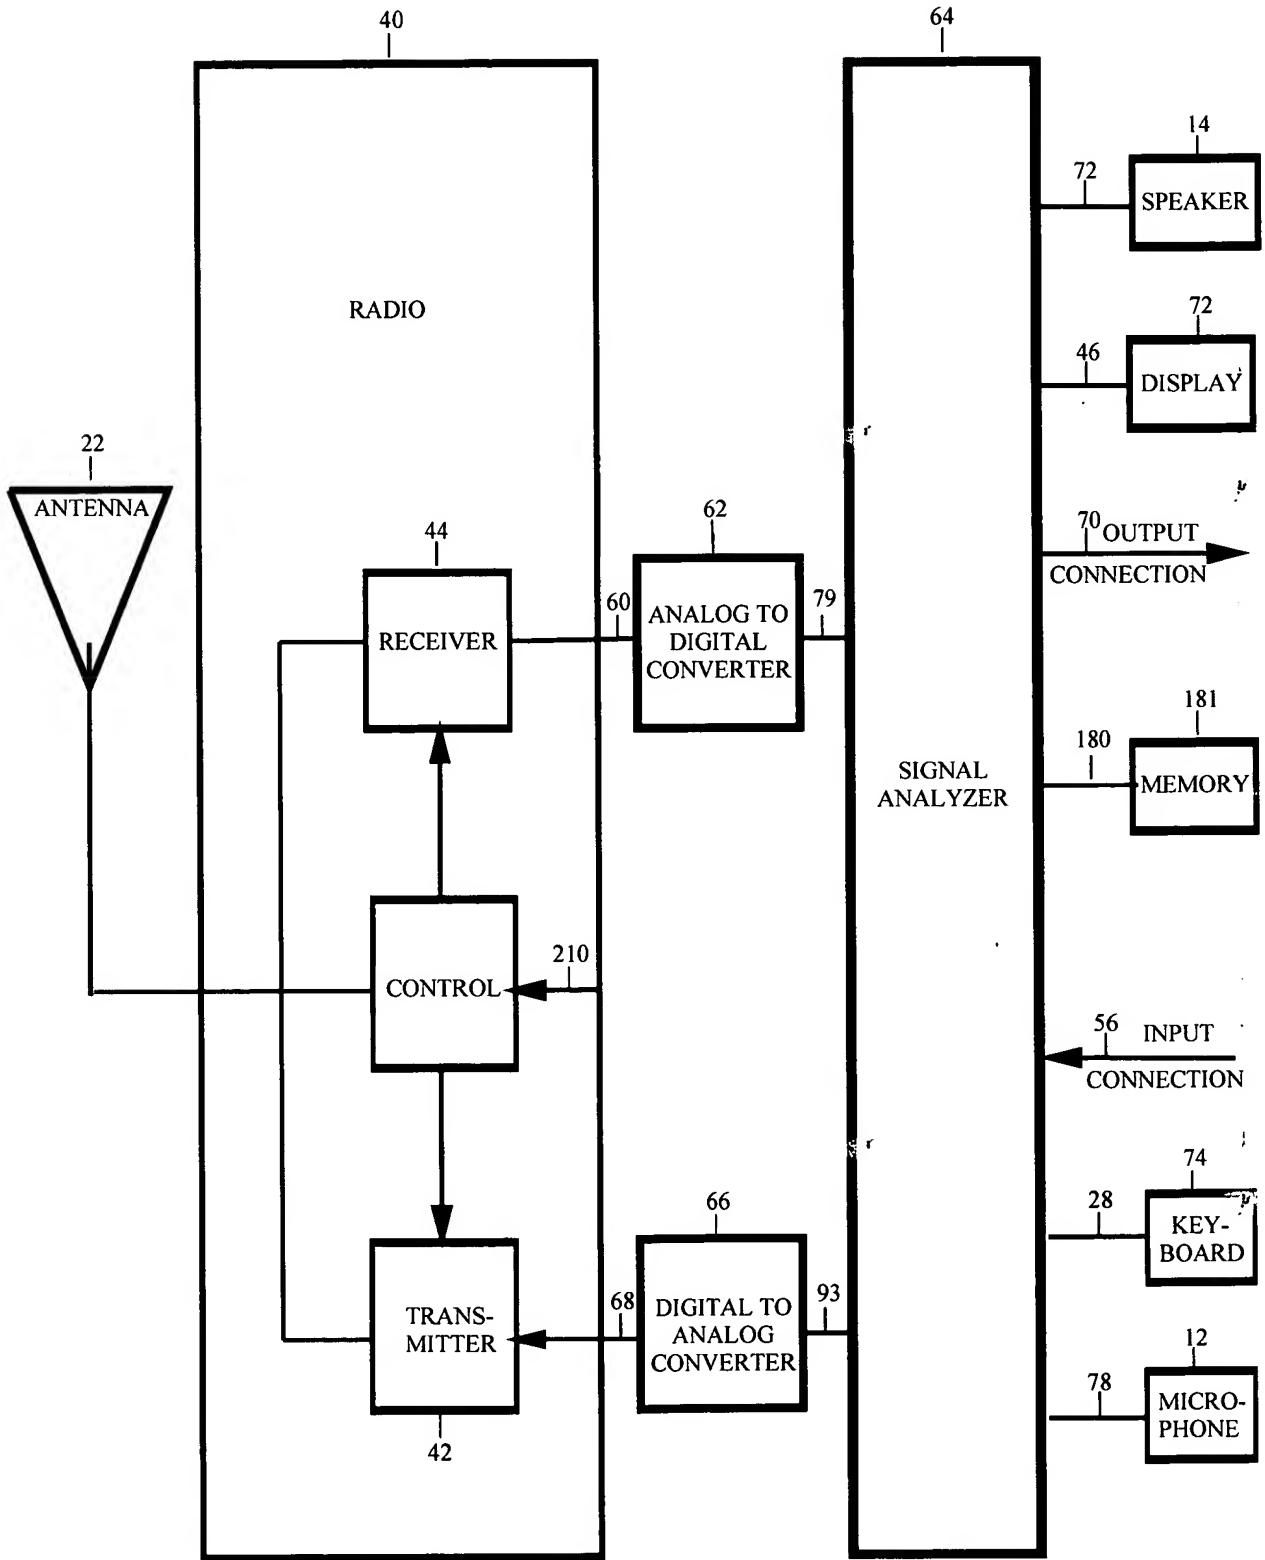 40
64
14
72
SPEAKER
RADIO
72
46
DISPLAY
22
ANTENNA
62
70 OUTPUT
CONNECTION
44
60
ANALOG TO
DIGITAL
CONVERTER
79
RECEIVER
181
180
MEMORY
SIGNAL
ANALYZER
210
CONTROL
56 INPUT
CONNECTION
74
28
KEY-
BOARD
66
68
DIGITAL TO
ANALOG
CONVERTER
93
TRANS-
MITTER
12
78
MICRO-
PHONE
42